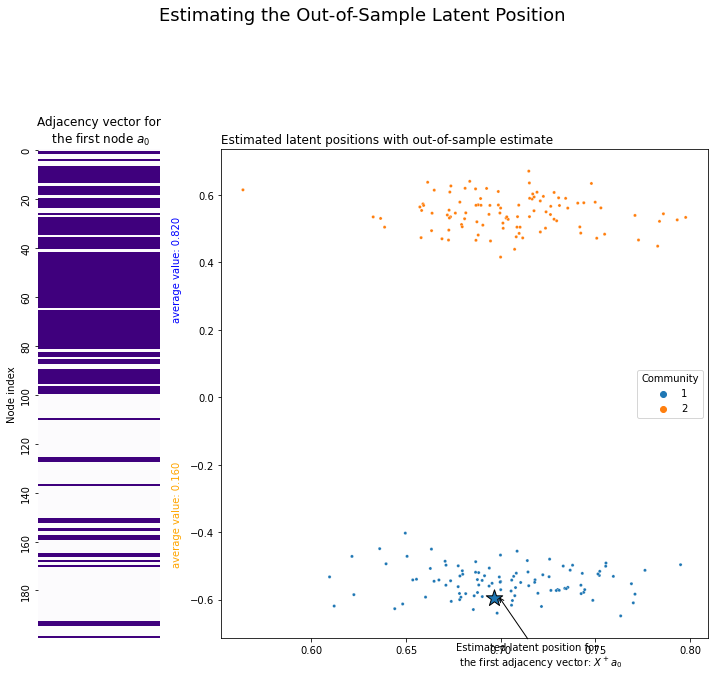 Estimating the Out-of-Sample Latent Position
Adjacency vector for
the first node a₀
Node index
0
20
40
60
80
100
120
140
160
180
average value: 0.820
average value: 0.160
Estimated latent positions with out-of-sample estimate
0.6
0.4
0.2
0.0
−0.2
−0.4
−0.6
0.60
0.65
0.70
0.75
0.80
Community
1
2
Estimated latent position for
the first adjacency vector: X⁺a₀